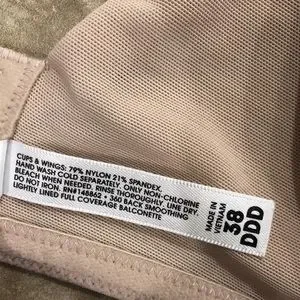 CUPS & WINGS: 79% NYLON 21% SPANDEX.
HAND WASH COLD SEPARATELY. ONLY NON-CHLORINE
BLEACH WHEN NEEDED. RINSE THOROUGHLY. LINE DRY.
DO NOT IRON. RN#148862 • 360 BACK SMOOTHING
LIGHTLY LINED FULL COVERAGE BALCONETTE
MADE IN
VIETNAM
38
DDD